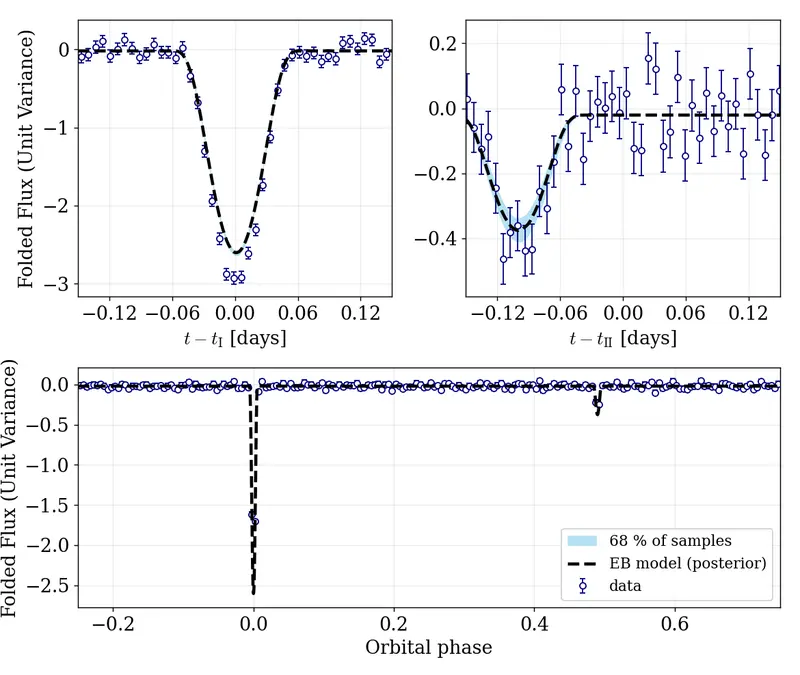 Folded Flux (Unit Variance)
0
−1
−2
−3
−0.12 −0.06 0.00 0.06 0.12
t − tI [days]
0.2
0.0
−0.2
−0.4
−0.12 −0.06 0.00 0.06 0.12
t − tII [days]
Folded Flux (Unit Variance)
0.0
−0.5
−1.0
−1.5
−2.0
−2.5
68 % of samples
EB model (posterior)
data
−0.2 0.0 0.2 0.4 0.6
Orbital phase